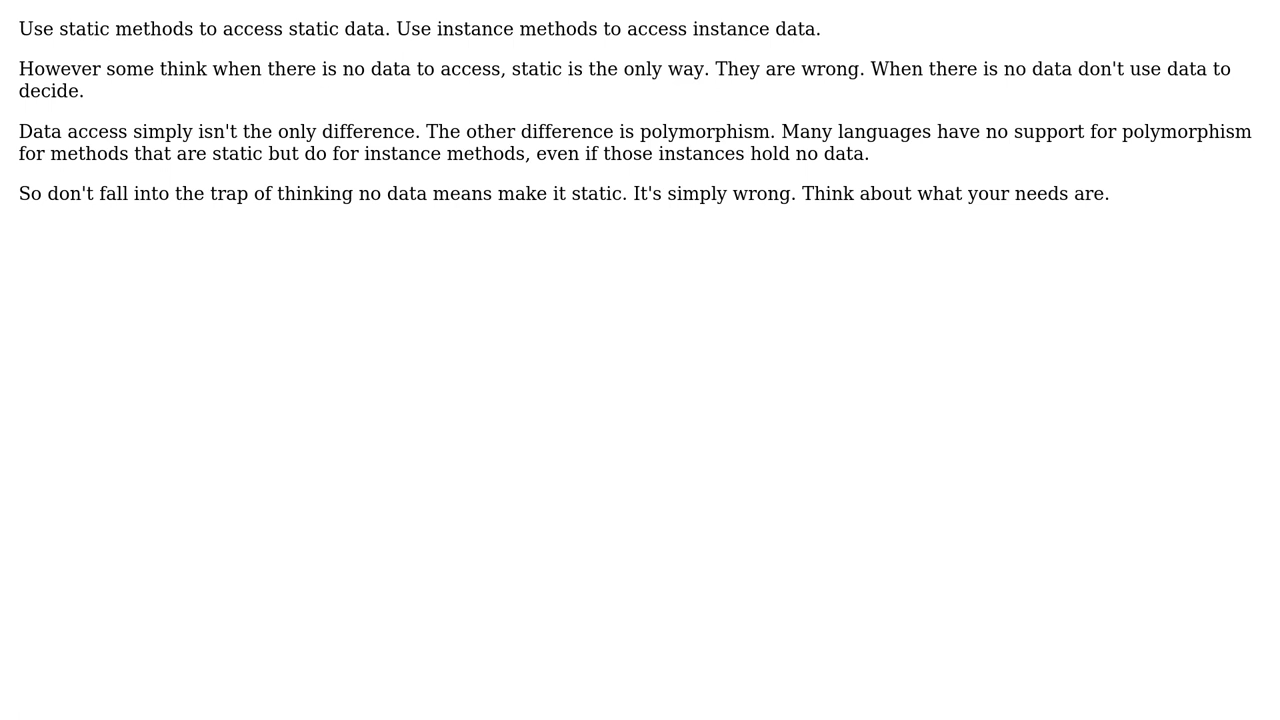 Use static methods to access static data. Use instance methods to access instance data.
However some think when there is no data to access, static is the only way. They are wrong. When there is no data don't use data to
decide.
Data access simply isn't the only difference. The other difference is polymorphism. Many languages have no support for polymorphism
for methods that are static but do for instance methods, even if those instances hold no data.
So don't fall into the trap of thinking no data means make it static. It's simply wrong. Think about what your needs are.